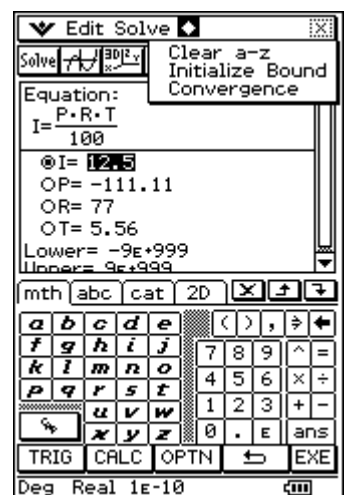 Edit Solve
Clear a-z
Initialize Bound
Convergence
Solve
Equation:
I=P·R·T/100
I= 12.5
P= -111.11
R= 77
T= 5.56
Lower= -9E+999
Upper= 9E+999
mth abc cat 2D
a b c d e ( ) ,
f g h i j 7 8 9 ^ =
k l m n o 4 5 6 × ÷
p q r s t 1 2 3 + −
u v w 0 . E ans
x y z
TRIG CALC OPTN EXE
Deg Real 1E-10